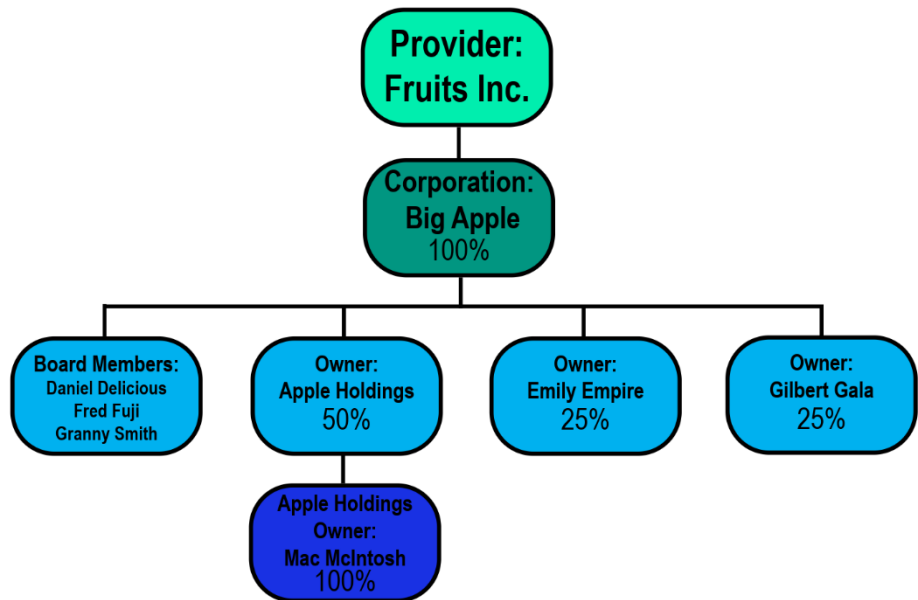 Provider:
Fruits Inc.
Corporation:
Big Apple
100%
Board Members:
Daniel Delicious
Fred Fuji
Granny Smith
Owner:
Apple Holdings
50%
Owner:
Emily Empire
25%
Owner:
Gilbert Gala
25%
Apple Holdings
Owner:
Mac McIntosh
100%